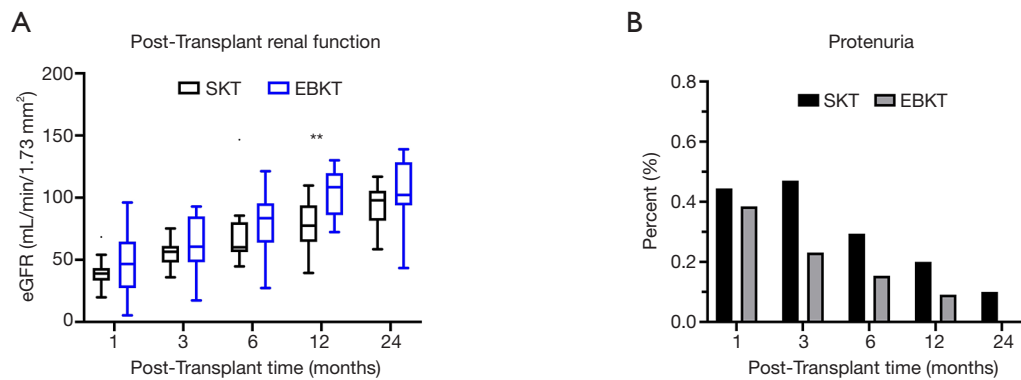 A
Post-Transplant renal function
200
150
100
50
0
eGFR (mL/min/1.73 mm²)
SKT
EBKT
**
1 3 6 12 24
Post-Transplant time (months)
B
Protenuria
0.8
0.6
0.4
0.2
0.0
Percent (%)
SKT
EBKT
1 3 6 12 24
Post-Transplant time (months)